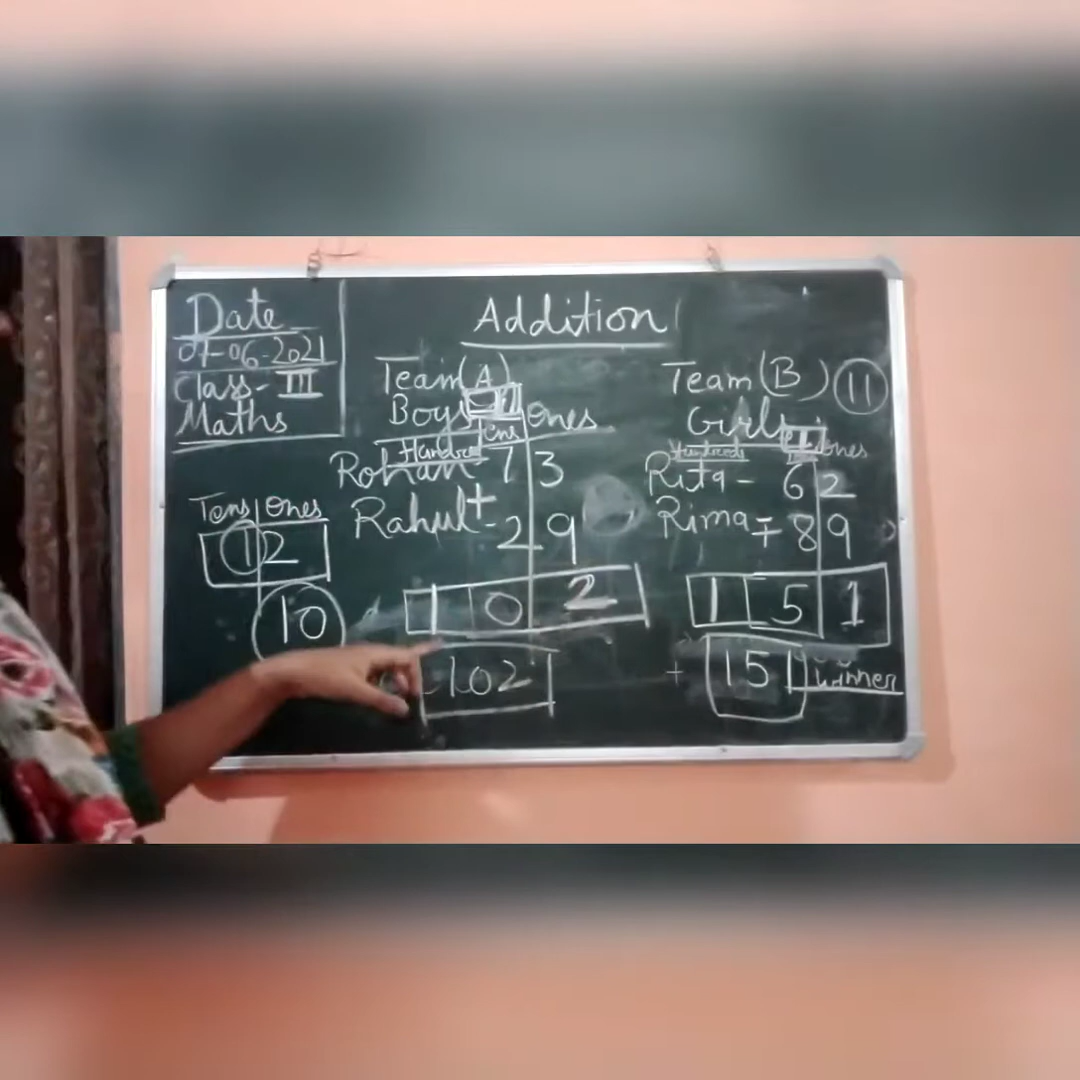 Addition
Date
07-06-2021
Class- III
Maths
Team (A)
Boys
Hundred Tens Ones
Rohan - 7 3
Rahul + - 2 9
1 0 2
102
Tens Ones
1 2
10
Team (B) 11
Girls
Hundreds Ones
Rita - 6 2
Rima + - 8 9
1 5 1
+ 151 Winner